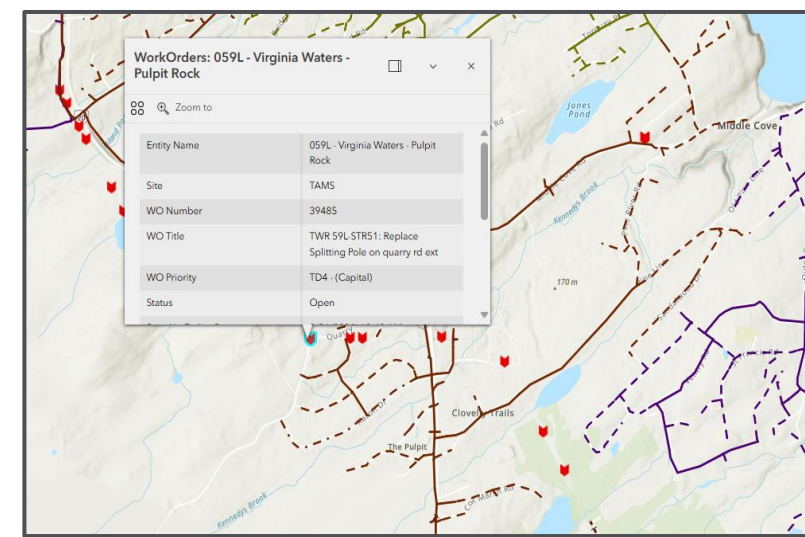 WorkOrders: 059L - Virginia Waters -
Pulpit Rock
Zoom to
Entity Name
059L - Virginia Waters - Pulpit
Rock
Site
TAMS
WO Number
39485
WO Title
TWR 59L-STR51: Replace
Splitting Pole on quarry rd ext
WO Priority
TD4 - (Capital)
Status
Open
Jones
Pond
Middle Cove
Kennedys Brook
170 m
Quarry
Clovelly Trails
The Pulpit
Kennedys Brook